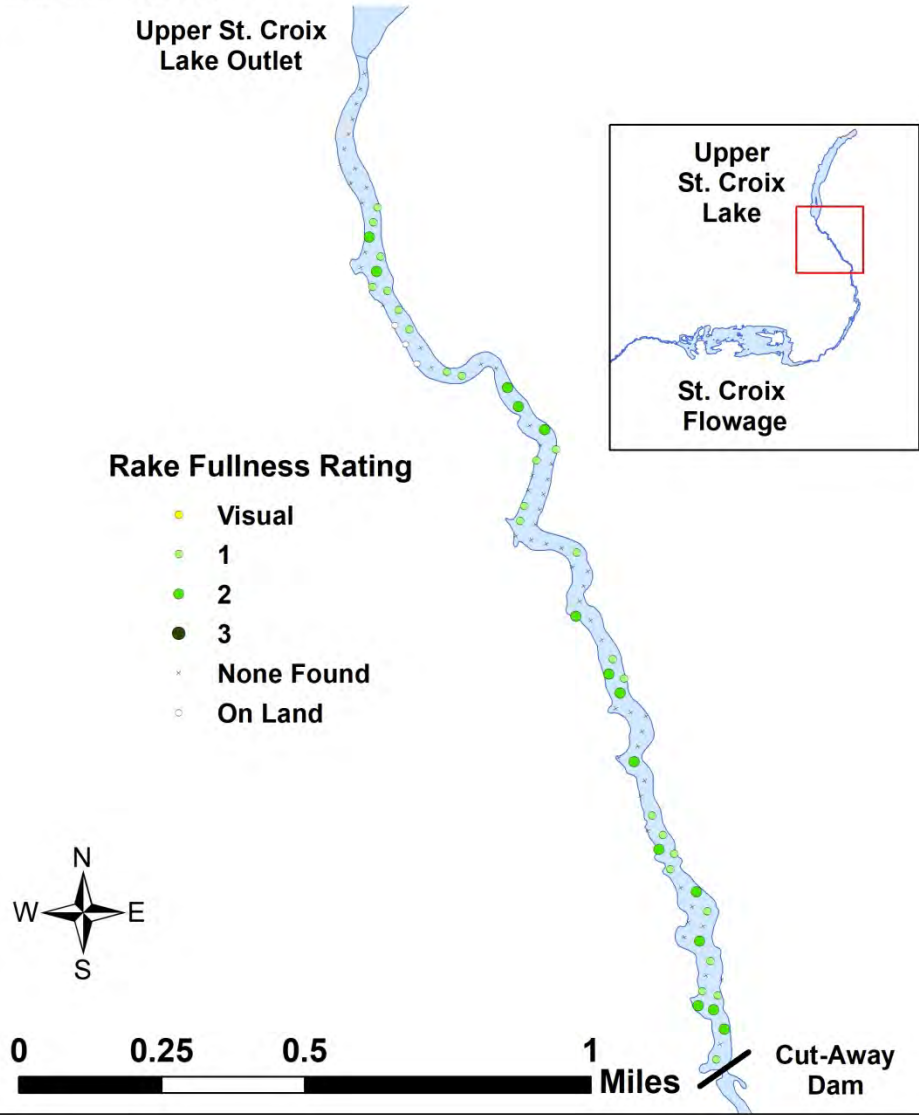 Upper St. Croix
Lake Outlet
Upper
St. Croix
Lake
St. Croix
Flowage
Rake Fullness Rating
Visual
1
2
3
None Found
On Land
N
W E
S
0 0.25 0.5 1
Miles
Cut-Away
Dam